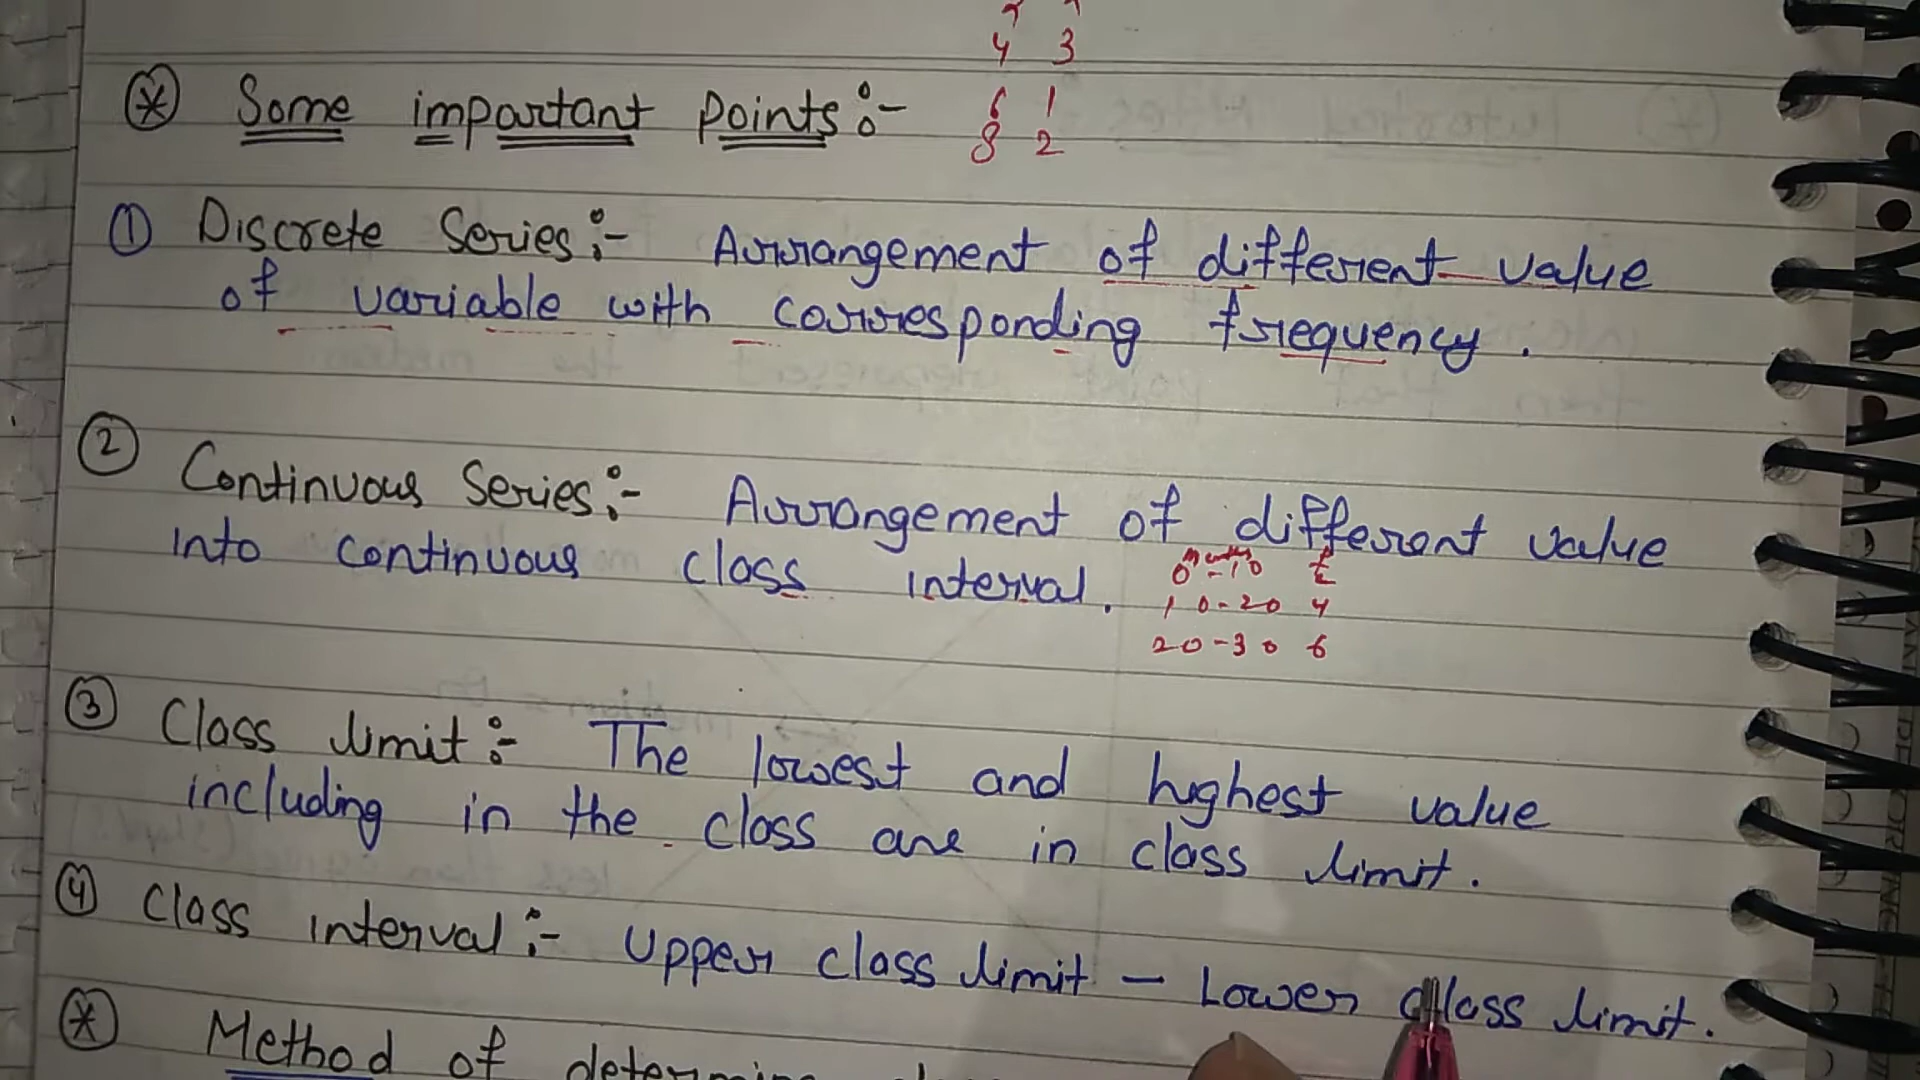 4 3
⊛ Some important points :-
6 1
8 2
① Discrete Series :- Arrangement of different value
of variable with corresponding frequency.
② Continuous Series :- Arrangement of different value
into continuous class interval.
0-10 2
10-20 4
20-30 6
③ Class limit :- The lowest and highest value
including in the class are in class limit.
④ Class interval :- Upper class limit - Lower class limit.
⊛ Method of